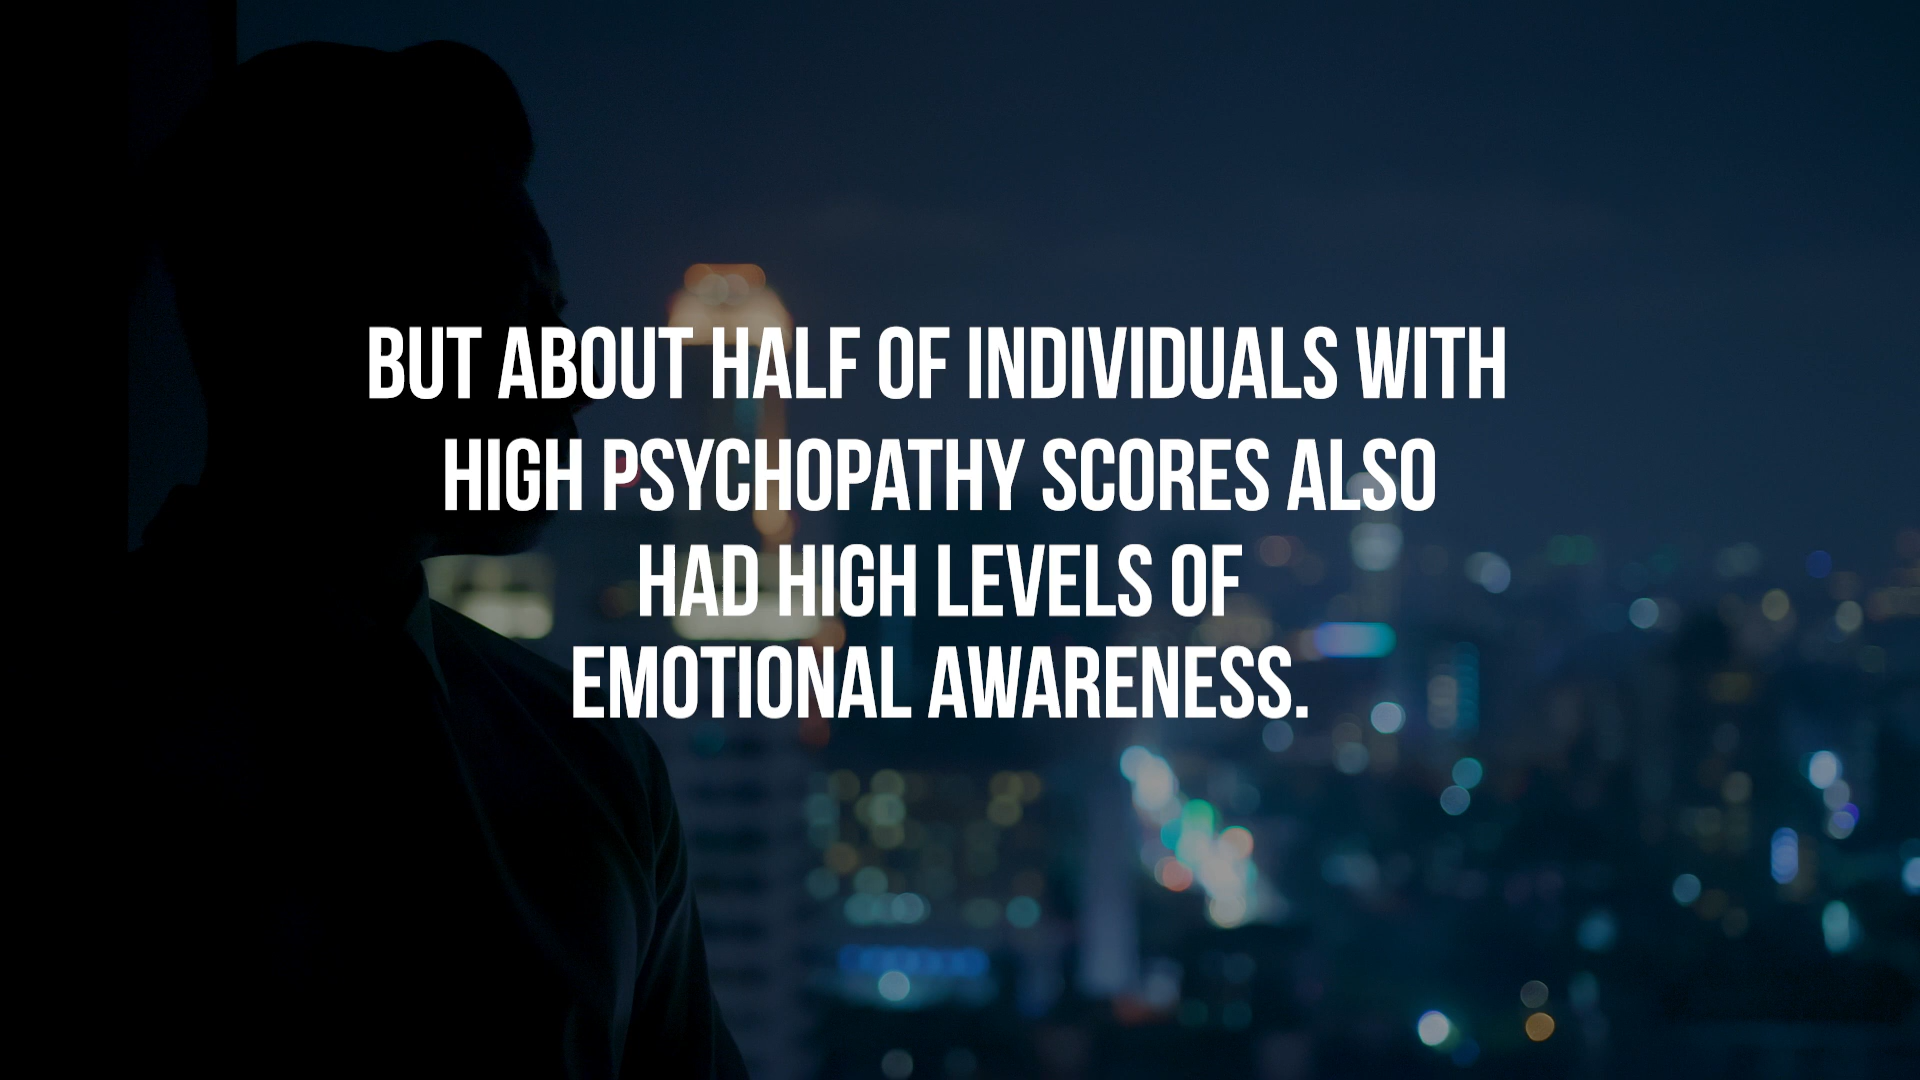 BUT ABOUT HALF OF INDIVIDUALS WITH
HIGH PSYCHOPATHY SCORES ALSO
HAD HIGH LEVELS OF
EMOTIONAL AWARENESS.